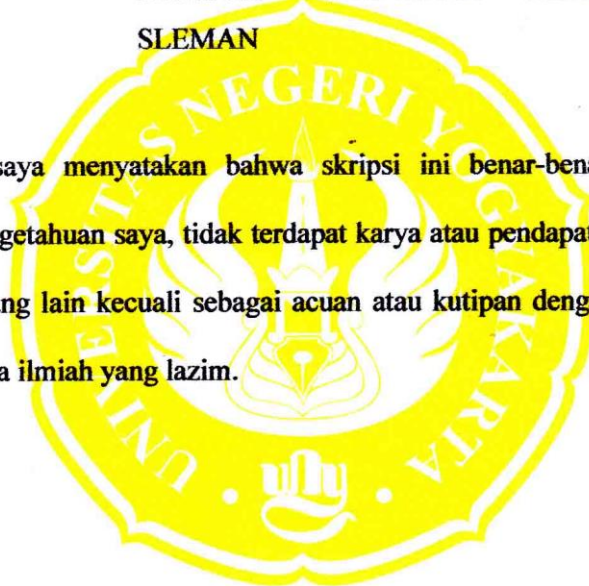 SLEMAN
UNIVERSITAS NEGERI YOGYAKARTA
saya menyatakan bahwa skripsi ini benar-bena
getahuan saya, tidak terdapat karya atau pendapat
ng lain kecuali sebagai acuan atau kutipan deng
a ilmiah yang lazim.
uny